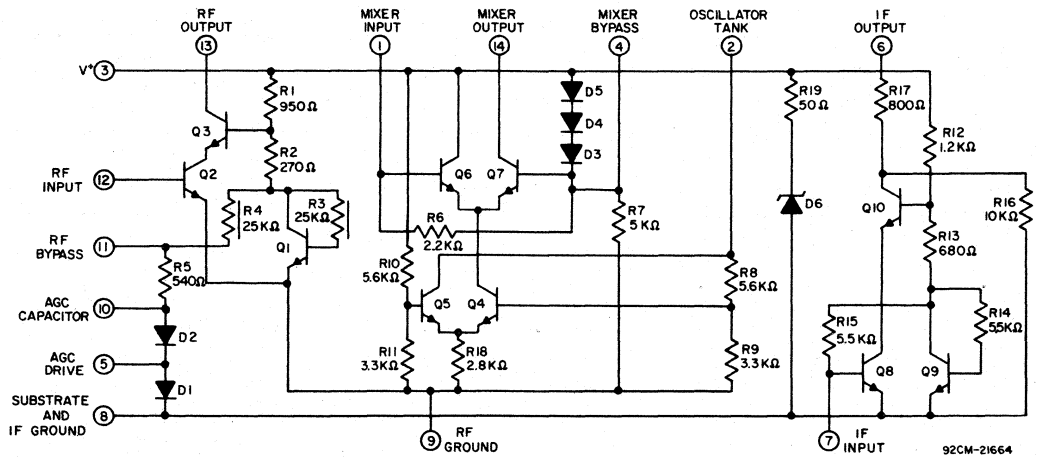 RF
OUTPUT
13
MIXER
INPUT
1
MIXER
OUTPUT
14
MIXER
BYPASS
4
OSCILLATOR
TANK
2
IF
OUTPUT
6
V+ 3
R1
950Ω
D5
D4
D3
R19
50Ω
R17
800Ω
R12
1.2KΩ
Q3
R2
270Ω
Q2
RF
INPUT
12
Q6
Q7
D6
Q10
R16
10KΩ
R4
25KΩ
R3
25KΩ
R7
5KΩ
R6
2.2KΩ
Q1
RF
BYPASS
11
R13
680Ω
R5
540Ω
R10
5.6KΩ
R8
5.6KΩ
AGC
CAPACITOR
10
Q5
Q4
R15
5.5KΩ
R14
5.5KΩ
D2
R11
3.3KΩ
R18
2.8KΩ
R9
3.3KΩ
Q8
Q9
AGC
DRIVE
5
D1
SUBSTRATE
AND
IF GROUND
8
9
RF
GROUND
7
IF
INPUT
92CM-21664